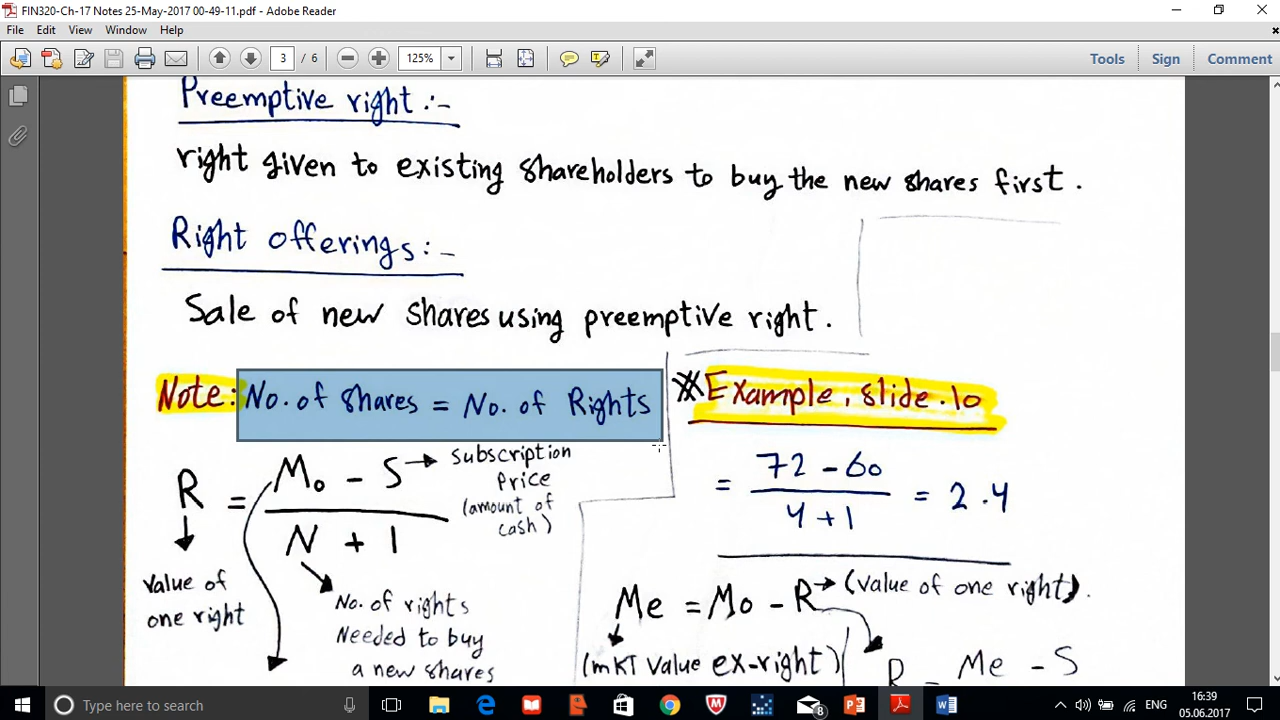 FIN320-Ch-17 Notes 25-May-2017 00-49-11.pdf - Adobe Reader
File Edit View Window Help
3 / 6
125%
Tools Sign Comment
Preemptive right :-
right given to existing shareholders to buy the new shares first.
Right offerings:-
Sale of new shares using preemptive right.
Note: No. of shares = No. of Rights
R = M₀ - S / N + 1
Subscription
Price
(amount of
cash)
value of
one right
No. of rights
Needed to buy
a new shares
Example, slide.10
= 72 - 60 / 4 + 1 = 2.4
Me = Mo - R → (value of one right).
(mKT value ex-right)
R = Me - S
Type here to search
8
ENG
16:39
05.06.2017